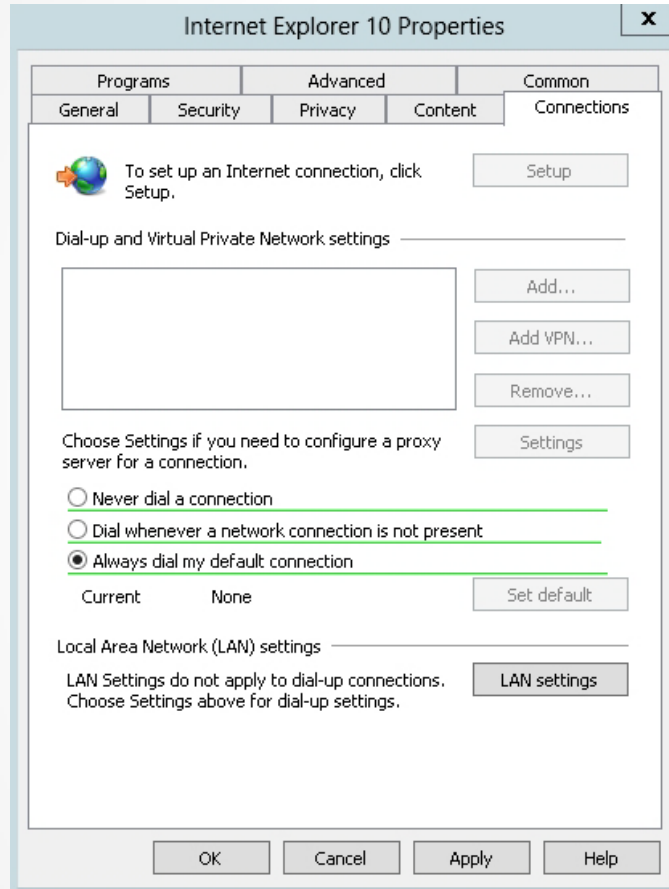 Internet Explorer 10 Properties
x
Programs Advanced Common
General Security Privacy Content Connections
To set up an Internet connection, click
Setup.
Setup
Dial-up and Virtual Private Network settings
Add...
Add VPN...
Remove...
Choose Settings if you need to configure a proxy
server for a connection.
Settings
Never dial a connection
Dial whenever a network connection is not present
Always dial my default connection
Current None Set default
Local Area Network (LAN) settings
LAN Settings do not apply to dial-up connections.
Choose Settings above for dial-up settings.
LAN settings
OK Cancel Apply Help